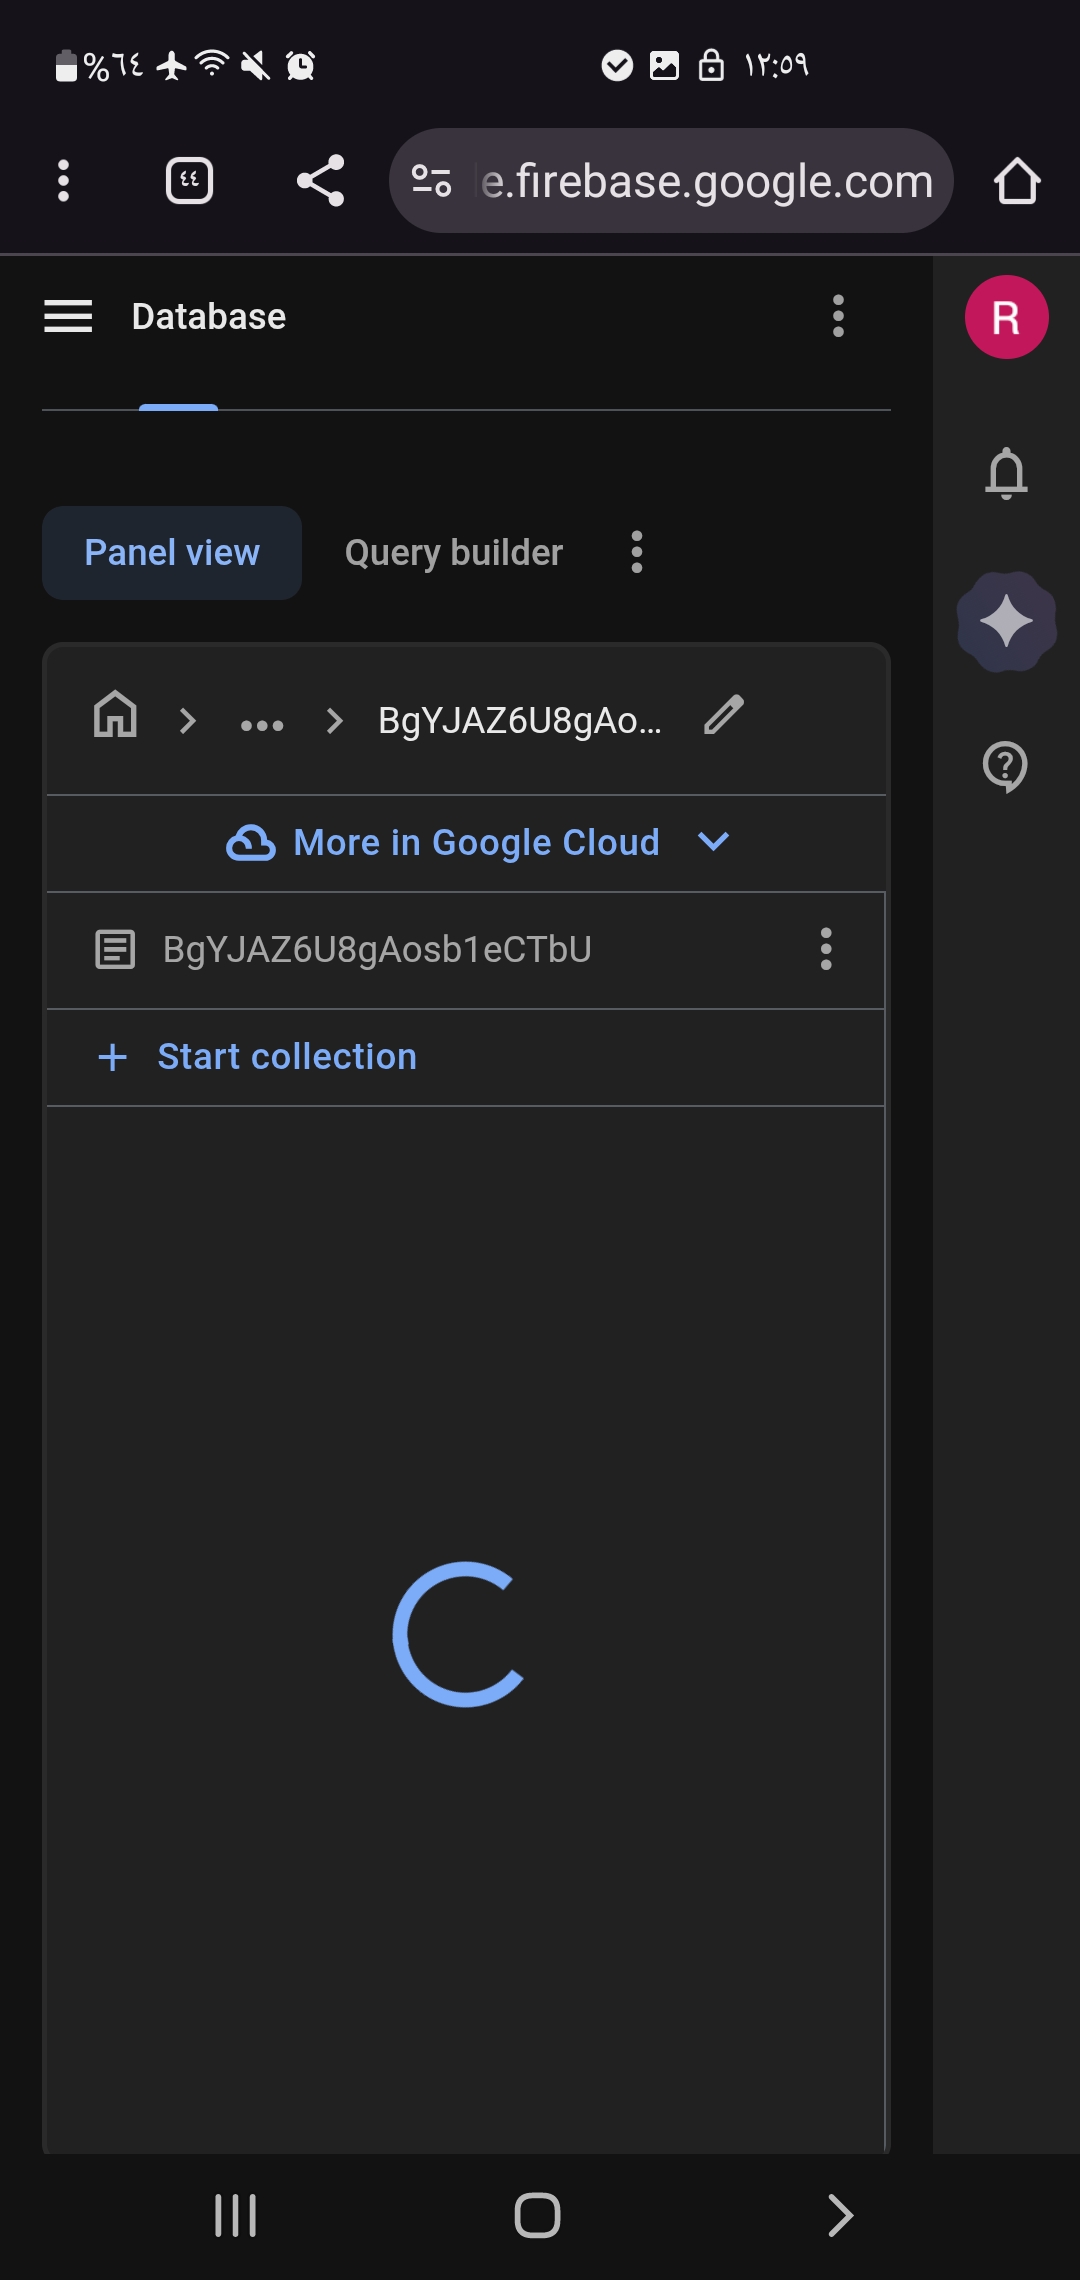 %٦٤
١٢:٥٩
٤٤
e.firebase.google.com
Database
R
Panel view
Query builder
BgYJAZ6U8gAo...
More in Google Cloud
BgYJAZ6U8gAosb1eCTbU
+ Start collection